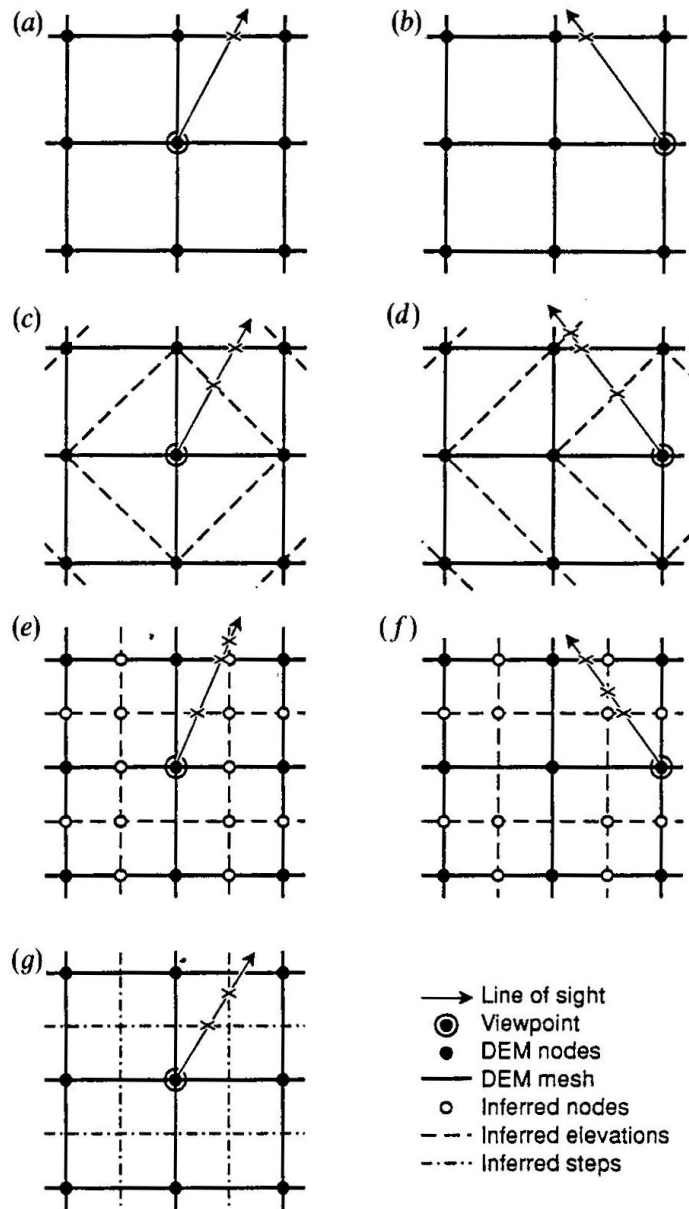 (a)
(b)
(c)
(d)
(e)
(f)
(g)
Line of sight
Viewpoint
DEM nodes
DEM mesh
Inferred nodes
Inferred elevations
Inferred steps